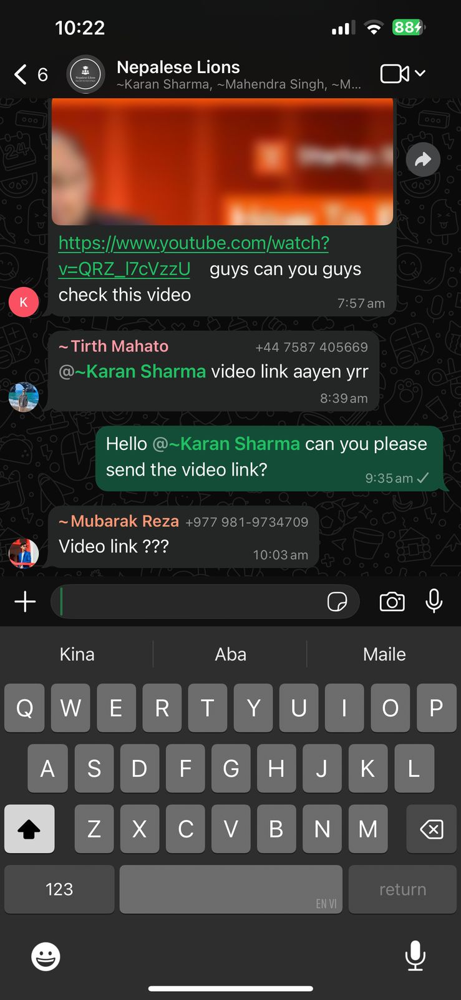 10:22
88
6
Nepalese Lions
~Karan Sharma, ~Mahendra Singh, ~M...
https://www.youtube.com/watch?
v=QRZ_l7cVzzU guys can you guys
check this video
7:57 am
K
~Tirth Mahato +44 7587 405669
@~Karan Sharma video link aayen yrr
8:39 am
Hello @~Karan Sharma can you please
send the video link?
9:35 am
~Mubarak Reza +977 981-9734709
Video link ???
10:03 am
Kina Aba Maile
Q W E R T Y U I O P
A S D F G H J K L
Z X C V B N M
123 EN VI return